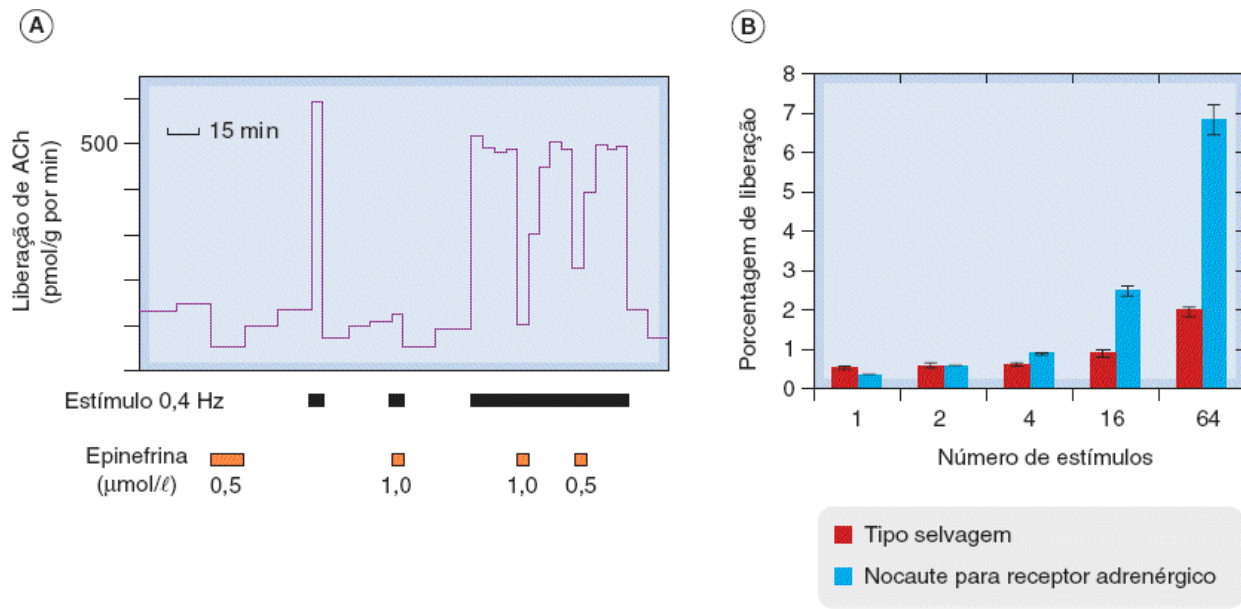 A
Liberação de ACh
(pmol/g por min)
500
15 min
Estímulo 0,4 Hz
Epinefrina
(µmol/ℓ)
0,5
1,0
1,0
0,5
B
Porcentagem de liberação
8
7
6
5
4
3
2
1
0
1
2
4
16
64
Número de estímulos
Tipo selvagem
Nocaute para receptor adrenérgico